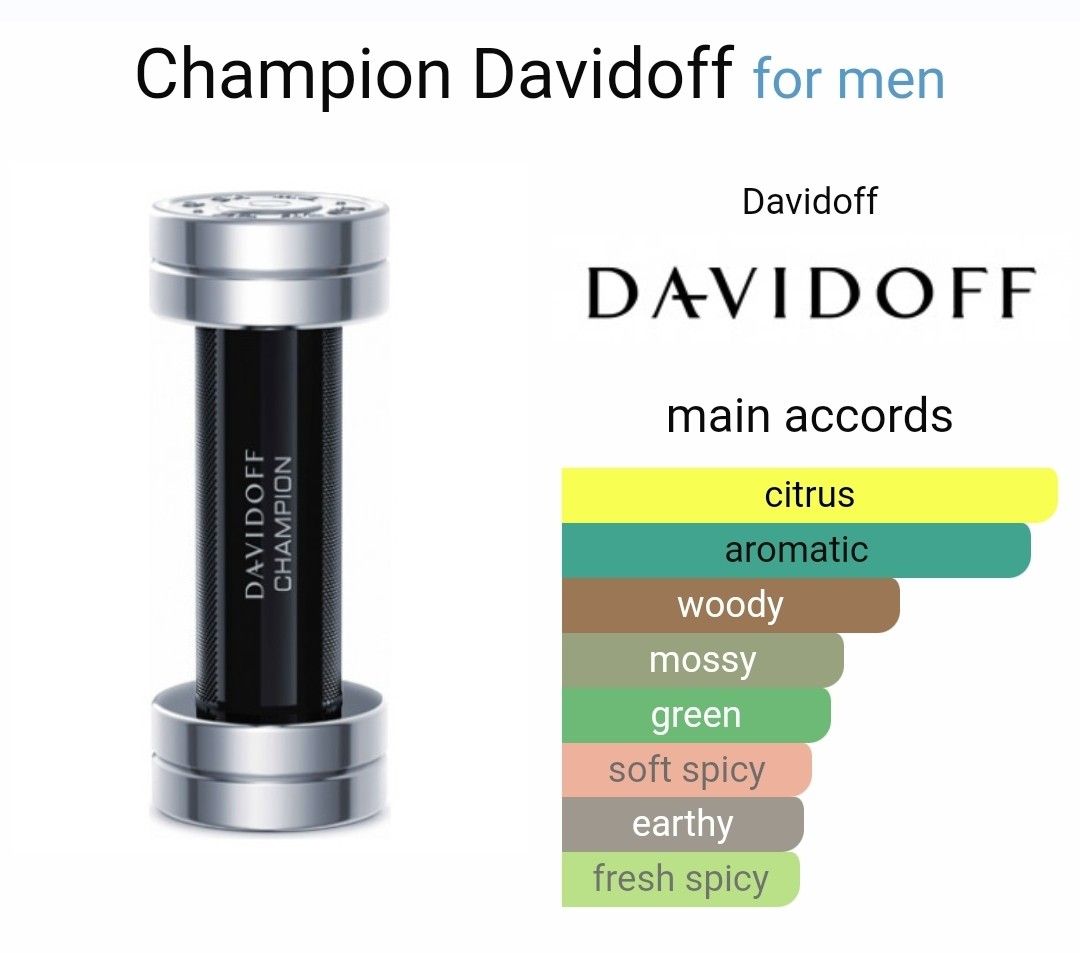 Champion Davidoff for men
Davidoff
DAVIDOFF
main accords
citrus
aromatic
woody
mossy
green
soft spicy
earthy
fresh spicy
DAVIDOFF
CHAMPION